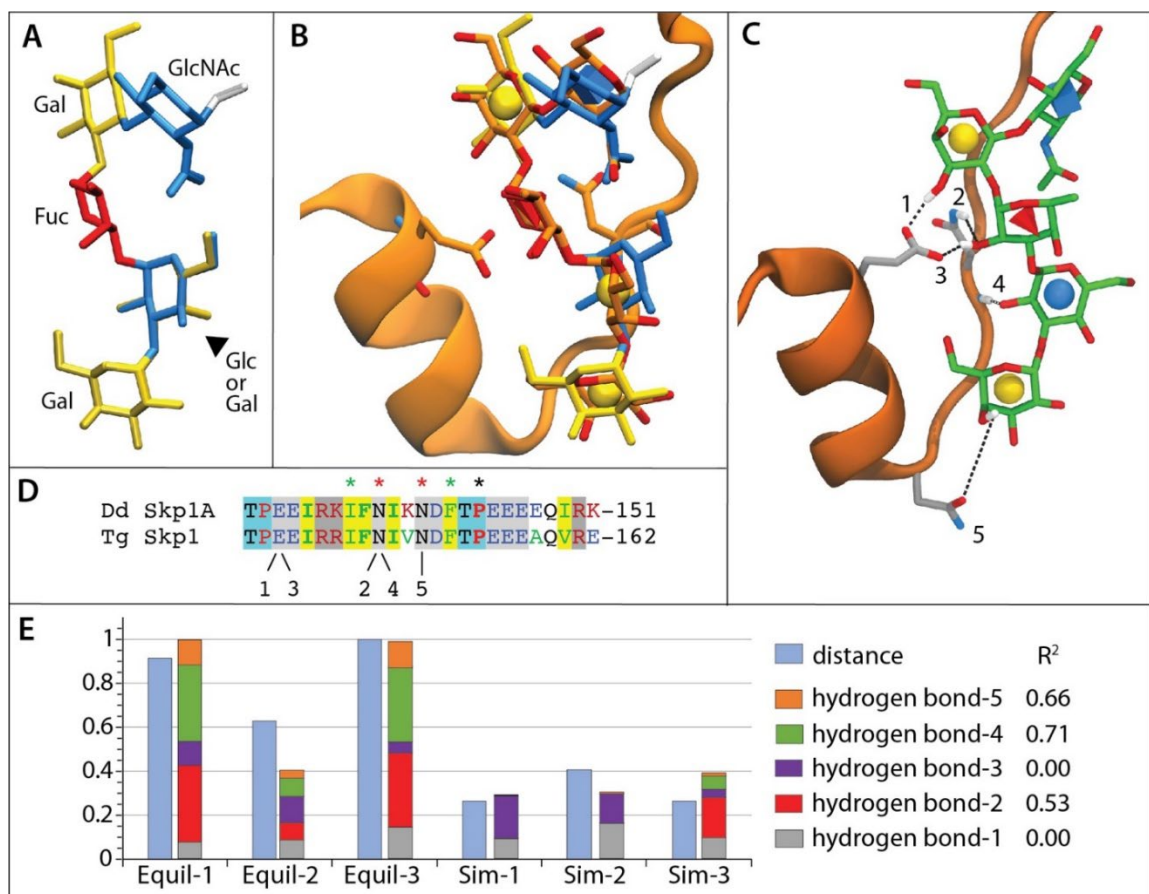 A
GlcNAc
Gal
Fuc
Glc
or
Gal
Gal
B
C
1
2
3
4
5
D
* * * * *
Dd Skp1A TPEEIRKIFNIKNDFTPEEEEQIRK-151
Tg Skp1 TPEEIRRIFNIVNDFTPEEEAQVRE-162
1 3 2 4 5
E
1
0.8
0.6
0.4
0.2
0
Equil-1 Equil-2 Equil-3 Sim-1 Sim-2 Sim-3
distance R²
hydrogen bond-5 0.66
hydrogen bond-4 0.71
hydrogen bond-3 0.00
hydrogen bond-2 0.53
hydrogen bond-1 0.00